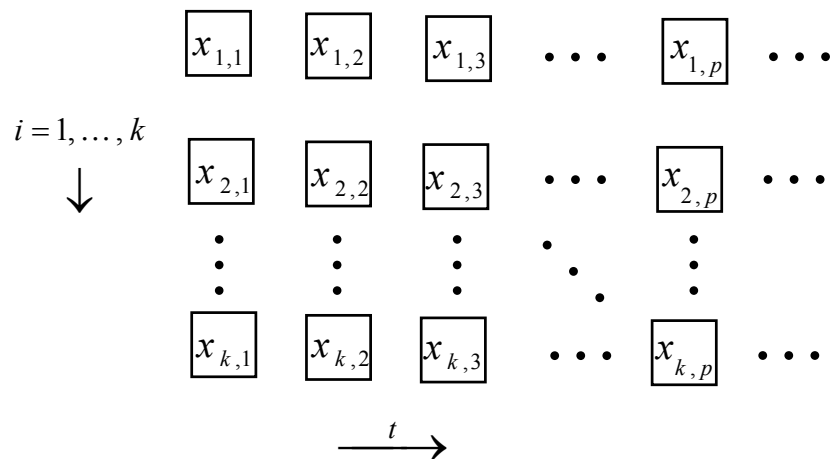 x_{1,1} x_{1,2} x_{1,3} ••• x_{1,p} •••
i = 1, …, k
x_{2,1} x_{2,2} x_{2,3} ••• x_{2,p} •••
x_{k,1} x_{k,2} x_{k,3} ••• x_{k,p} •••
t